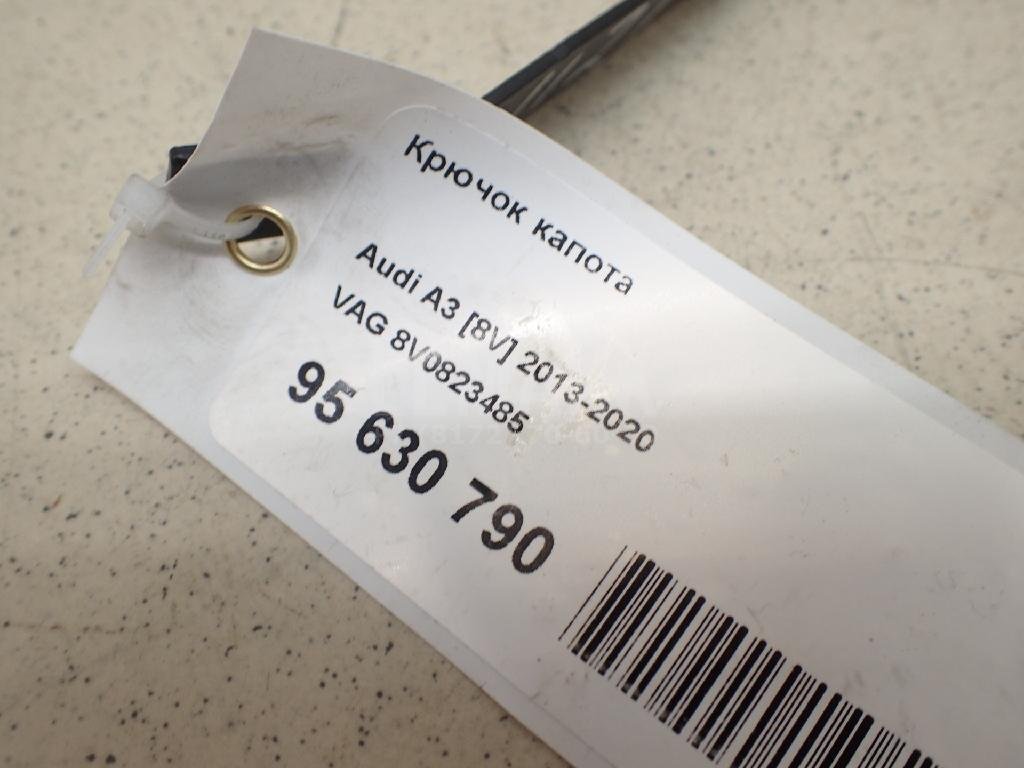 Крючок капота
Audi A3 [8V] 2013-2020
VAG 8V0823485
95 630 790